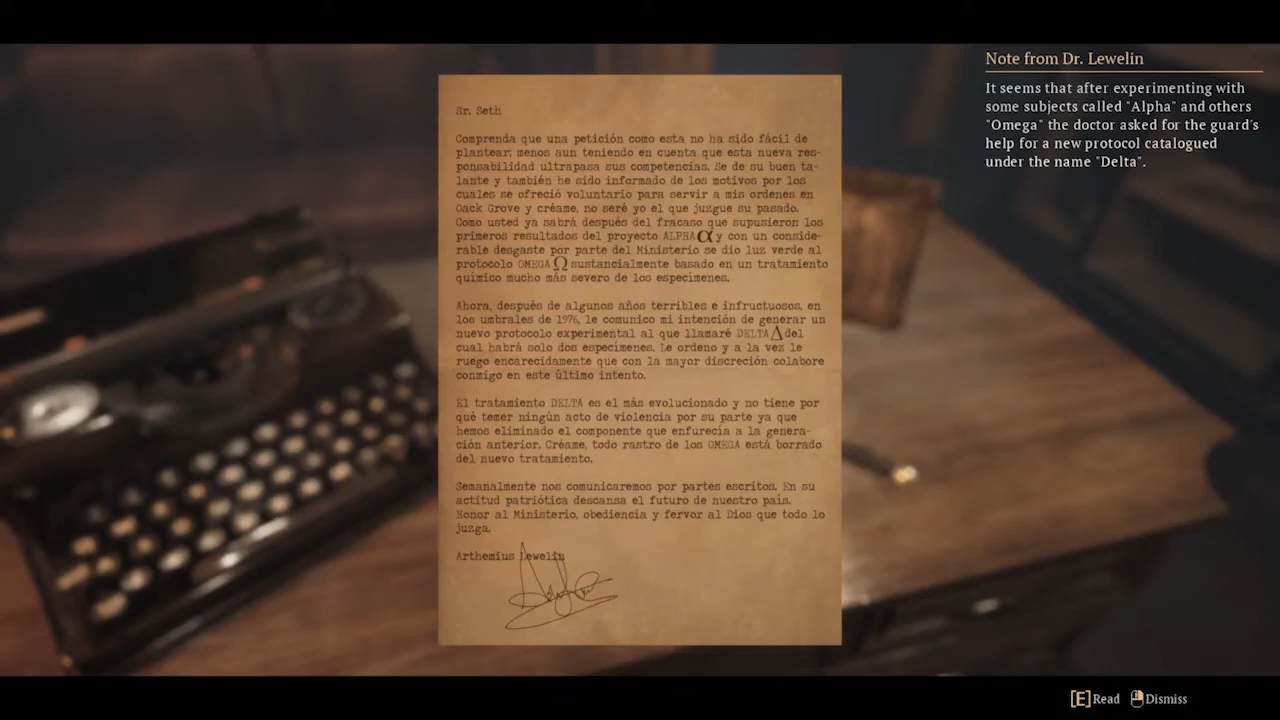 Note from Dr. Lewelin
It seems that after experimenting with
some subjects called "Alpha" and others
"Omega" the doctor asked for the guard's
help for a new protocol catalogued
under the name "Delta".
Sr. Seth
Comprenda que una petición como esta no ha sido fácil de
plantear; menos aun teniendo en cuenta que esta nueva res-
ponsabilidad ultrapasa sus competencias. Se de su buen ta-
lante y también he sido informado de los motivos por los
cuales se ofreció voluntario para servir a mis ordenes en
Oack Grove y créame, no seré yo el que juzgue su pasado.
Como usted ya sabrá después del fracaso que supusieron los
primeros resultados del proyecto ALPHA α y con un conside-
rable desgaste por parte del Ministerio se dio luz verde al
protocolo OMEGA Ω sustancialmente basado en un tratamiento
químico mucho más severo de los especímenes.
Ahora, después de algunos años terribles e infructuosos, en
los umbrales de 1976, le comunico mi intención de generar un
nuevo protocolo experimental al que llamaré DELTA Δ del
cual habrá solo dos especímenes. Le ordeno y a la vez le
ruego encarecidamente que con la mayor discreción colabore
conmigo en este último intento.
El tratamiento DELTA es el más evolucionado y no tiene por
qué temer ningún acto de violencia por su parte ya que
hemos eliminado el componente que enfurecía a la genera-
ción anterior. Créame, todo rastro de los OMEGA está borrado
del nuevo tratamiento.
Semanalmente nos comunicaremos por partes escritos. En su
actitud patriótica descansa el futuro de nuestro país.
Honor al Ministerio, obediencia y fervor al Dios que todo lo
juzga.
Arthemius Lewelin
[E] Read Dismiss